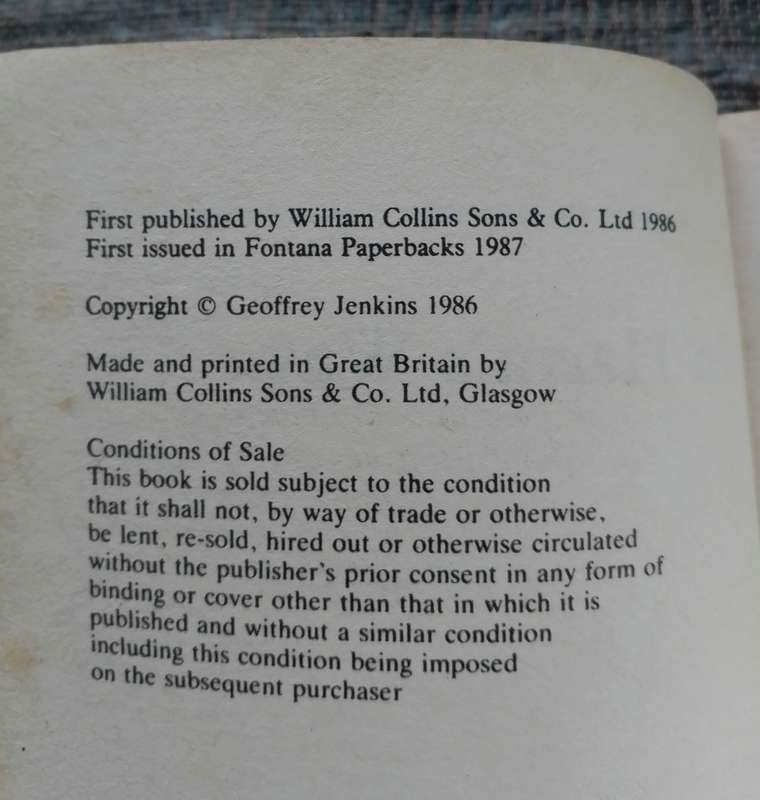 First published by William Collins Sons & Co. Ltd 1986
First issued in Fontana Paperbacks 1987
Copyright © Geoffrey Jenkins 1986
Made and printed in Great Britain by
William Collins Sons & Co. Ltd, Glasgow
Conditions of Sale
This book is sold subject to the condition
that it shall not, by way of trade or otherwise,
be lent, re-sold, hired out or otherwise circulated
without the publisher's prior consent in any form of
binding or cover other than that in which it is
published and without a similar condition
including this condition being imposed
on the subsequent purchaser